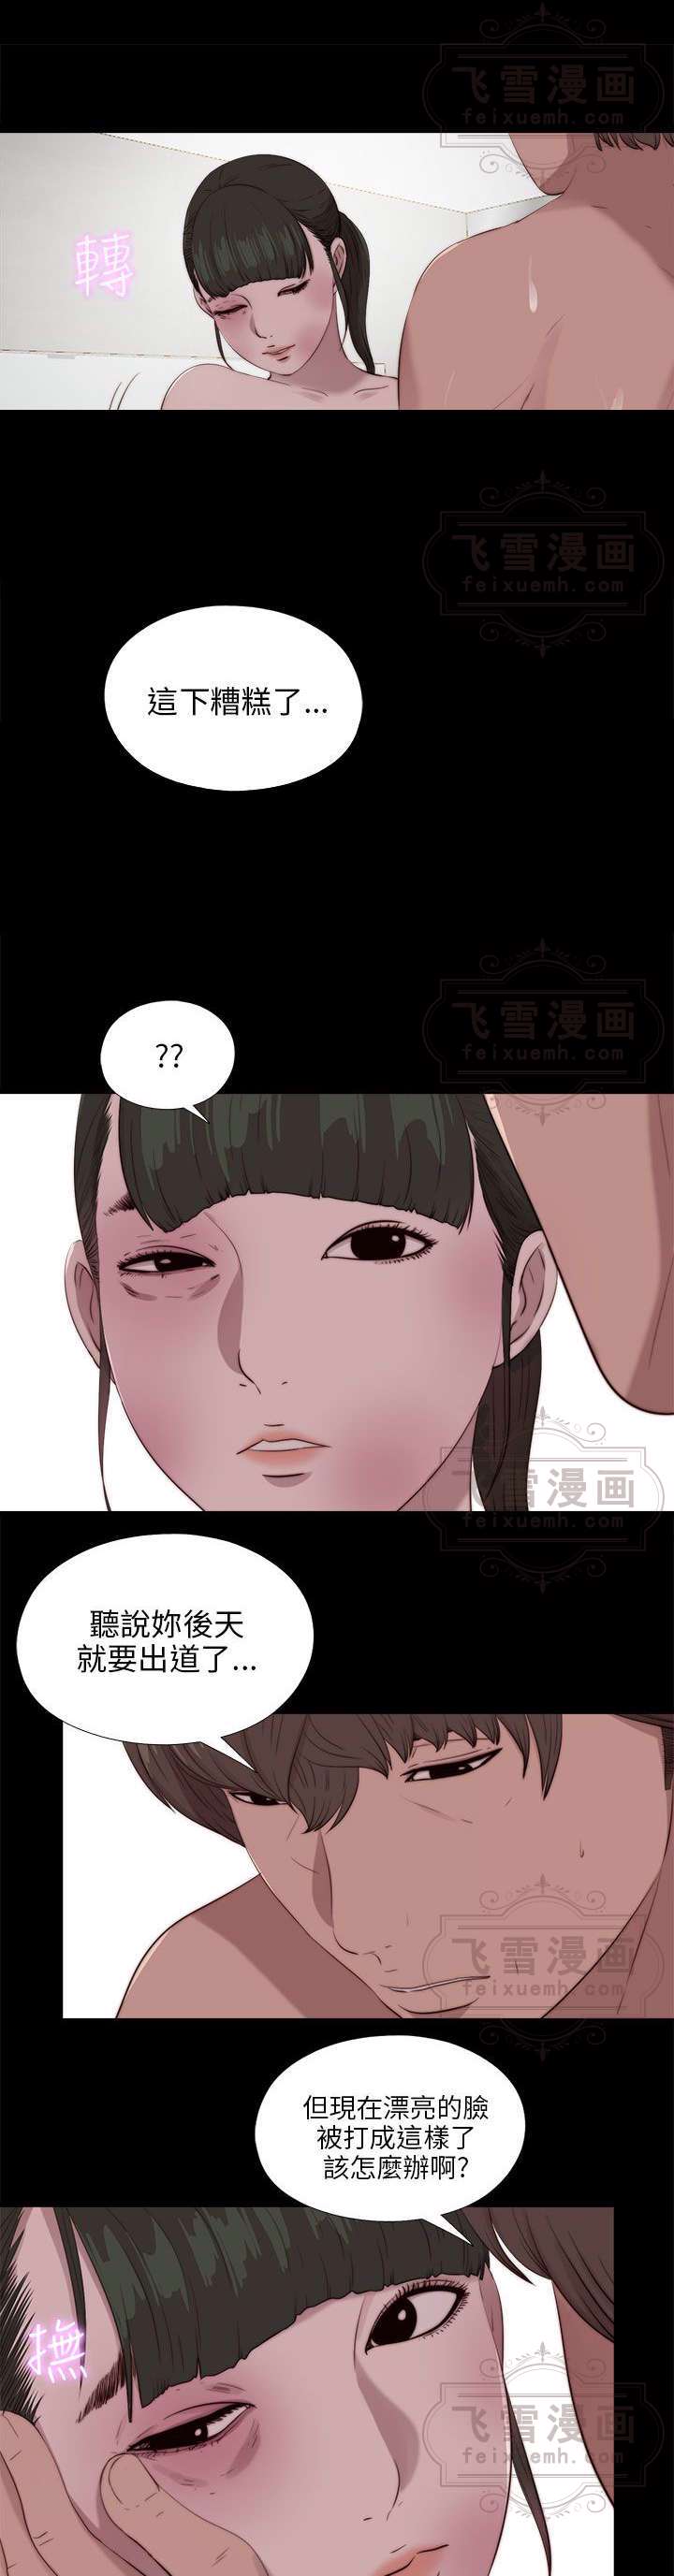 飞雪漫画
feixuemh.com
轉
飞雪漫画
feixuemh.com
這下糟糕了...
飞雪漫画
feixuemh.com
??
飞雪漫画
feixuemh.com
聽說妳後天
就要出道了...
飞雪漫画
feixuemh.com
但現在漂亮的臉
被打成這樣了
該怎麼辦啊?
撫
飞雪漫画
feixuemh.com